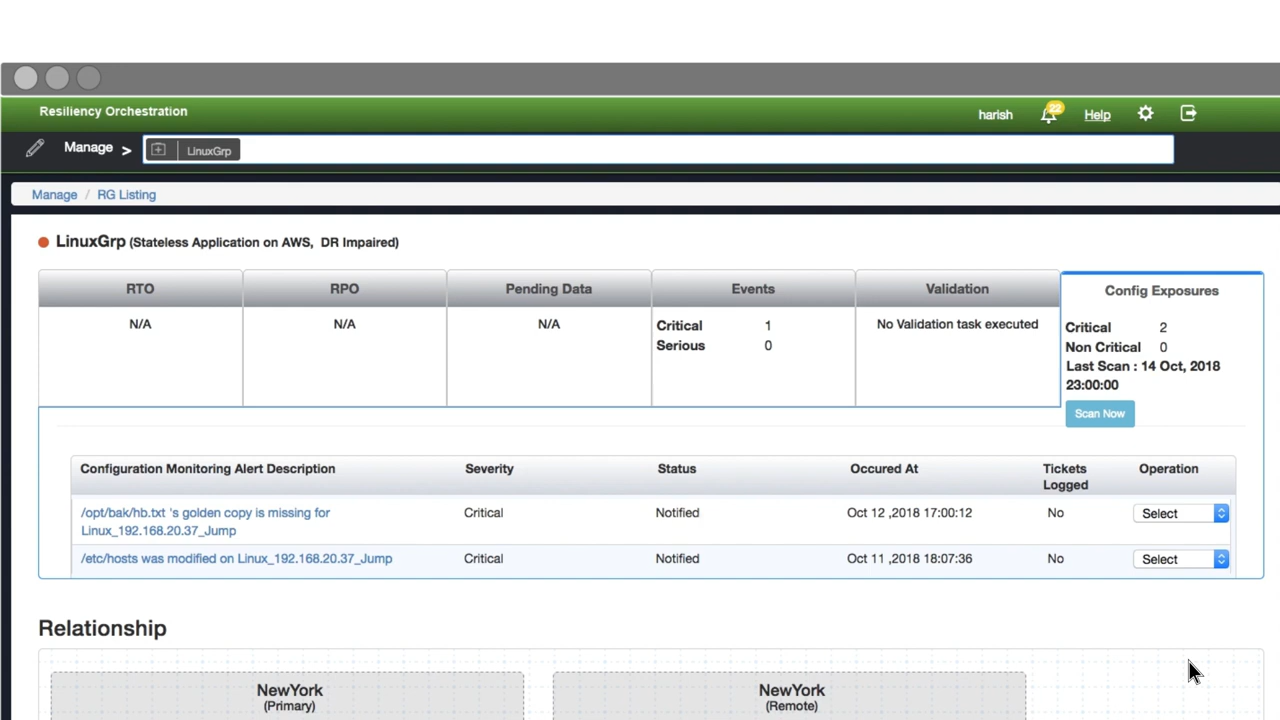 Resiliency Orchestration
harish
22
Help
Manage >
LinuxGrp
Manage / RG Listing
LinuxGrp (Stateless Application on AWS, DR Impaired)
RTO
RPO
Pending Data
Events
Validation
Config Exposures
N/A
N/A
N/A
Critical 1
Serious 0
No Validation task executed
Critical 2
Non Critical 0
Last Scan : 14 Oct, 2018
23:00:00
Scan Now
Configuration Monitoring Alert Description
Severity
Status
Occured At
Tickets
Logged
Operation
/opt/bak/hb.txt 's golden copy is missing for
Linux_192.168.20.37_Jump
Critical
Notified
Oct 12 ,2018 17:00:12
No
Select
/etc/hosts was modified on Linux_192.168.20.37_Jump
Critical
Notified
Oct 11 ,2018 18:07:36
No
Select
Relationship
NewYork
(Primary)
NewYork
(Remote)